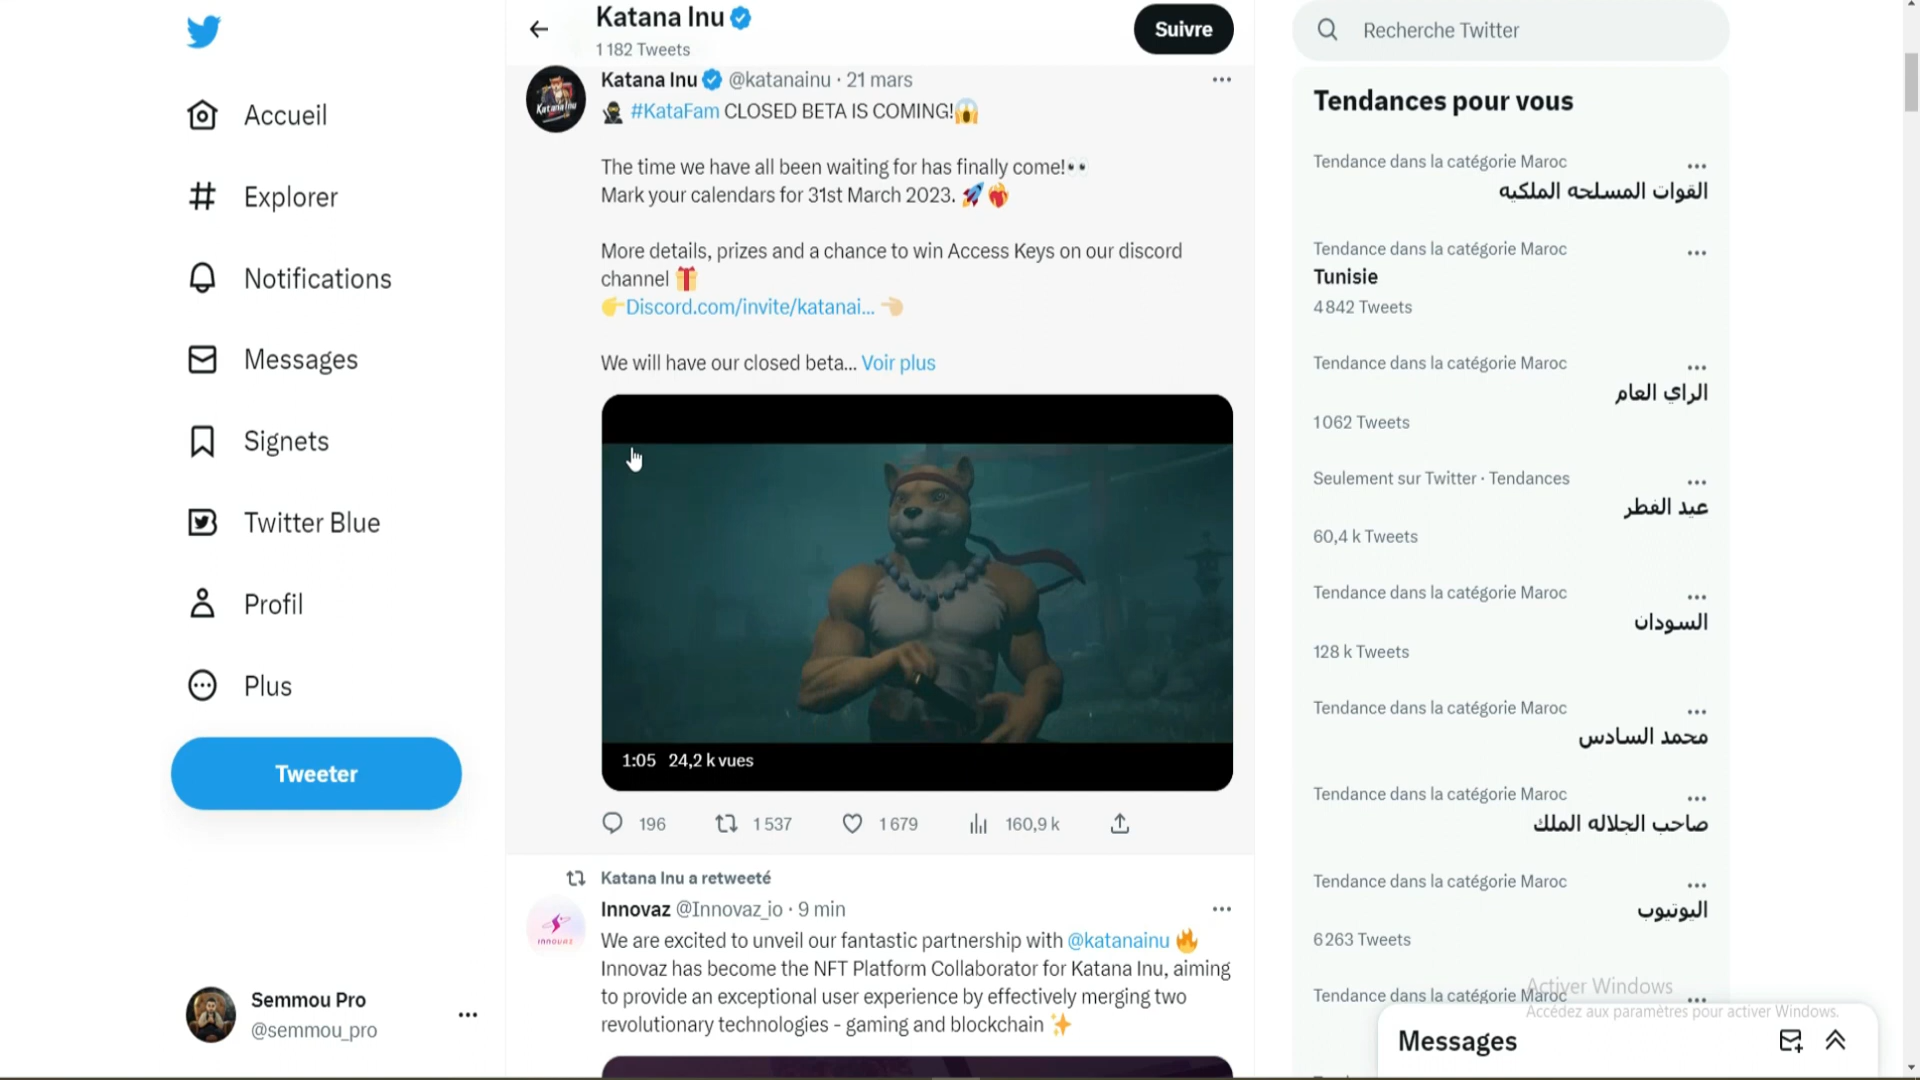 Accueil
Explorer
Notifications
Messages
Signets
Twitter Blue
Profil
Plus
Tweeter
Semmou Pro
@semmou_pro
Katana Inu
1 182 Tweets
Suivre
Katana Inu @katanainu · 21 mars
#KataFam CLOSED BETA IS COMING!
The time we have all been waiting for has finally come!
Mark your calendars for 31st March 2023.
More details, prizes and a chance to win Access Keys on our discord
channel
Discord.com/invite/katanai...
We will have our closed beta... Voir plus
1:05 24,2 k vues
196 1 537 1 679 160,9 k
Katana Inu a retweeté
Innovaz @Innovaz_io · 9 min
We are excited to unveil our fantastic partnership with @katanainu
Innovaz has become the NFT Platform Collaborator for Katana Inu, aiming
to provide an exceptional user experience by effectively merging two
revolutionary technologies - gaming and blockchain
Recherche Twitter
Tendances pour vous
Tendance dans la catégorie Maroc
القوات المسلحه الملكيه
Tendance dans la catégorie Maroc
Tunisie
4 842 Tweets
Tendance dans la catégorie Maroc
الراي العام
1 062 Tweets
Seulement sur Twitter · Tendances
عيد الفطر
60,4 k Tweets
Tendance dans la catégorie Maroc
السودان
128 k Tweets
Tendance dans la catégorie Maroc
محمد السادس
Tendance dans la catégorie Maroc
صاحب الجلاله الملك
Tendance dans la catégorie Maroc
اليوتيوب
6 263 Tweets
Tendance dans la catégorie Maroc
Activer Windows
Accédez aux paramètres pour activer Windows.
Messages